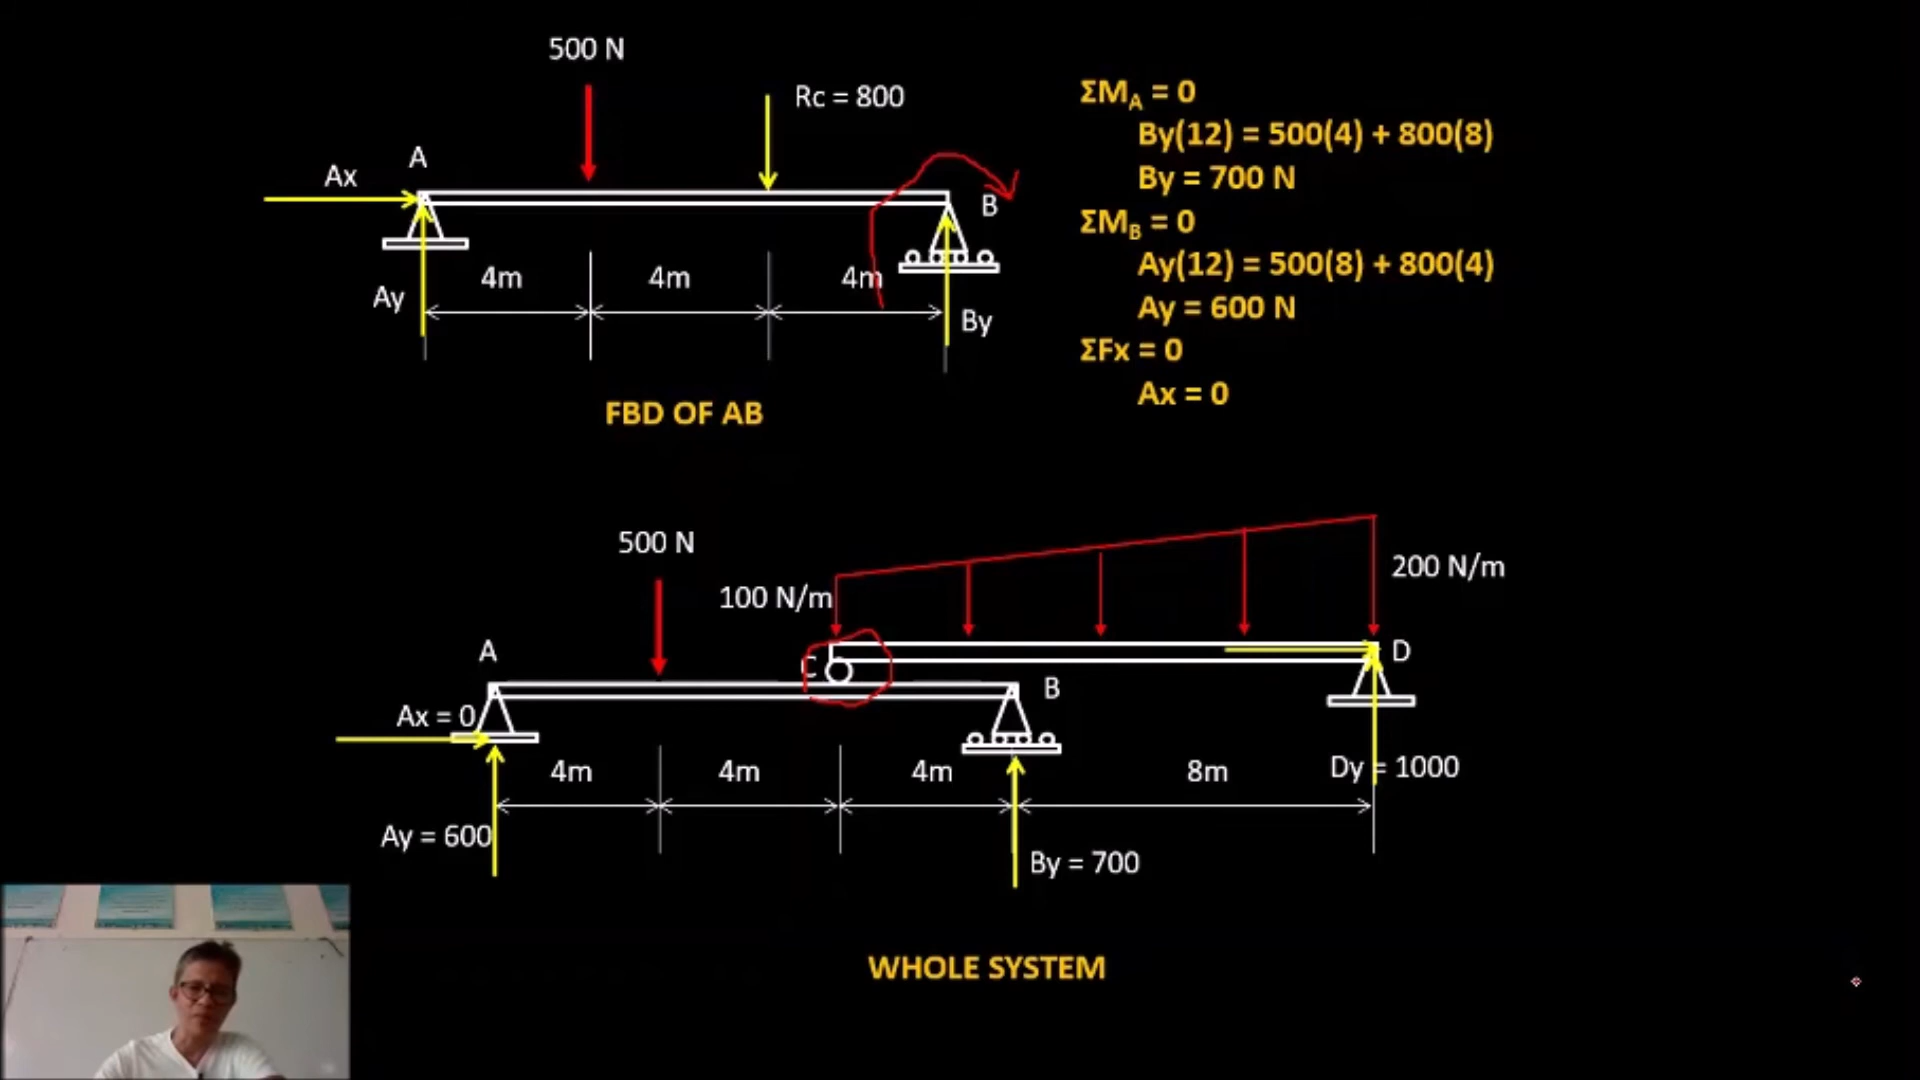 500 N
Rc = 800
A
Ax
B
4m
4m
4m
Ay
By
FBD OF AB
ΣMA = 0
By(12) = 500(4) + 800(8)
By = 700 N
ΣMB = 0
Ay(12) = 500(8) + 800(4)
Ay = 600 N
ΣFx = 0
Ax = 0
500 N
100 N/m
200 N/m
A
C
D
B
Ax = 0
4m
4m
4m
8m
Dy = 1000
Ay = 600
By = 700
WHOLE SYSTEM